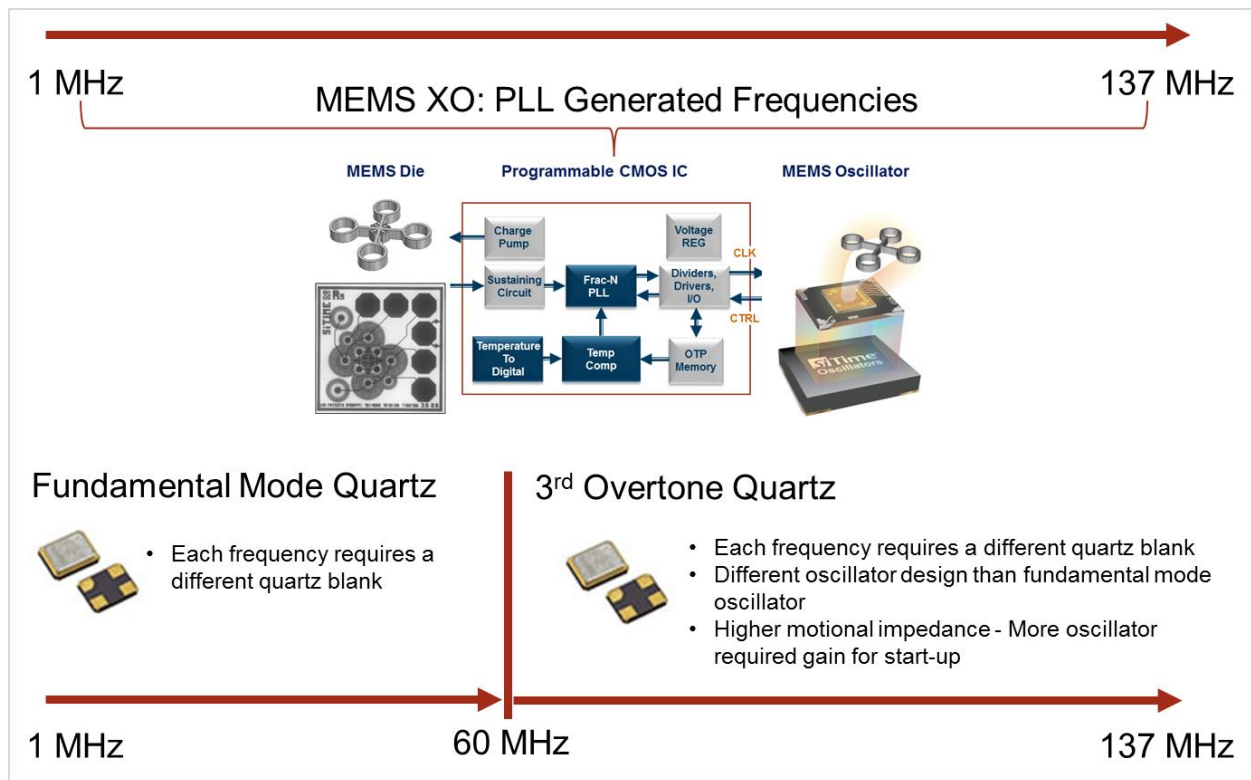 1 MHz
137 MHz
MEMS XO: PLL Generated Frequencies
MEMS Die
Programmable CMOS IC
MEMS Oscillator
Charge
Pump
Voltage
REG
CLK
Sustaining
Circuit
Frac-N
PLL
Dividers,
Drivers,
I/O
CTRL
Temperature
To
Digital
Temp
Comp
OTP
Memory
SiTIME
Rs
SiTime
Oscillators
Fundamental Mode Quartz
• Each frequency requires a
different quartz blank
3rd Overtone Quartz
• Each frequency requires a different quartz blank
• Different oscillator design than fundamental mode
oscillator
• Higher motional impedance - More oscillator
required gain for start-up
1 MHz
60 MHz
137 MHz